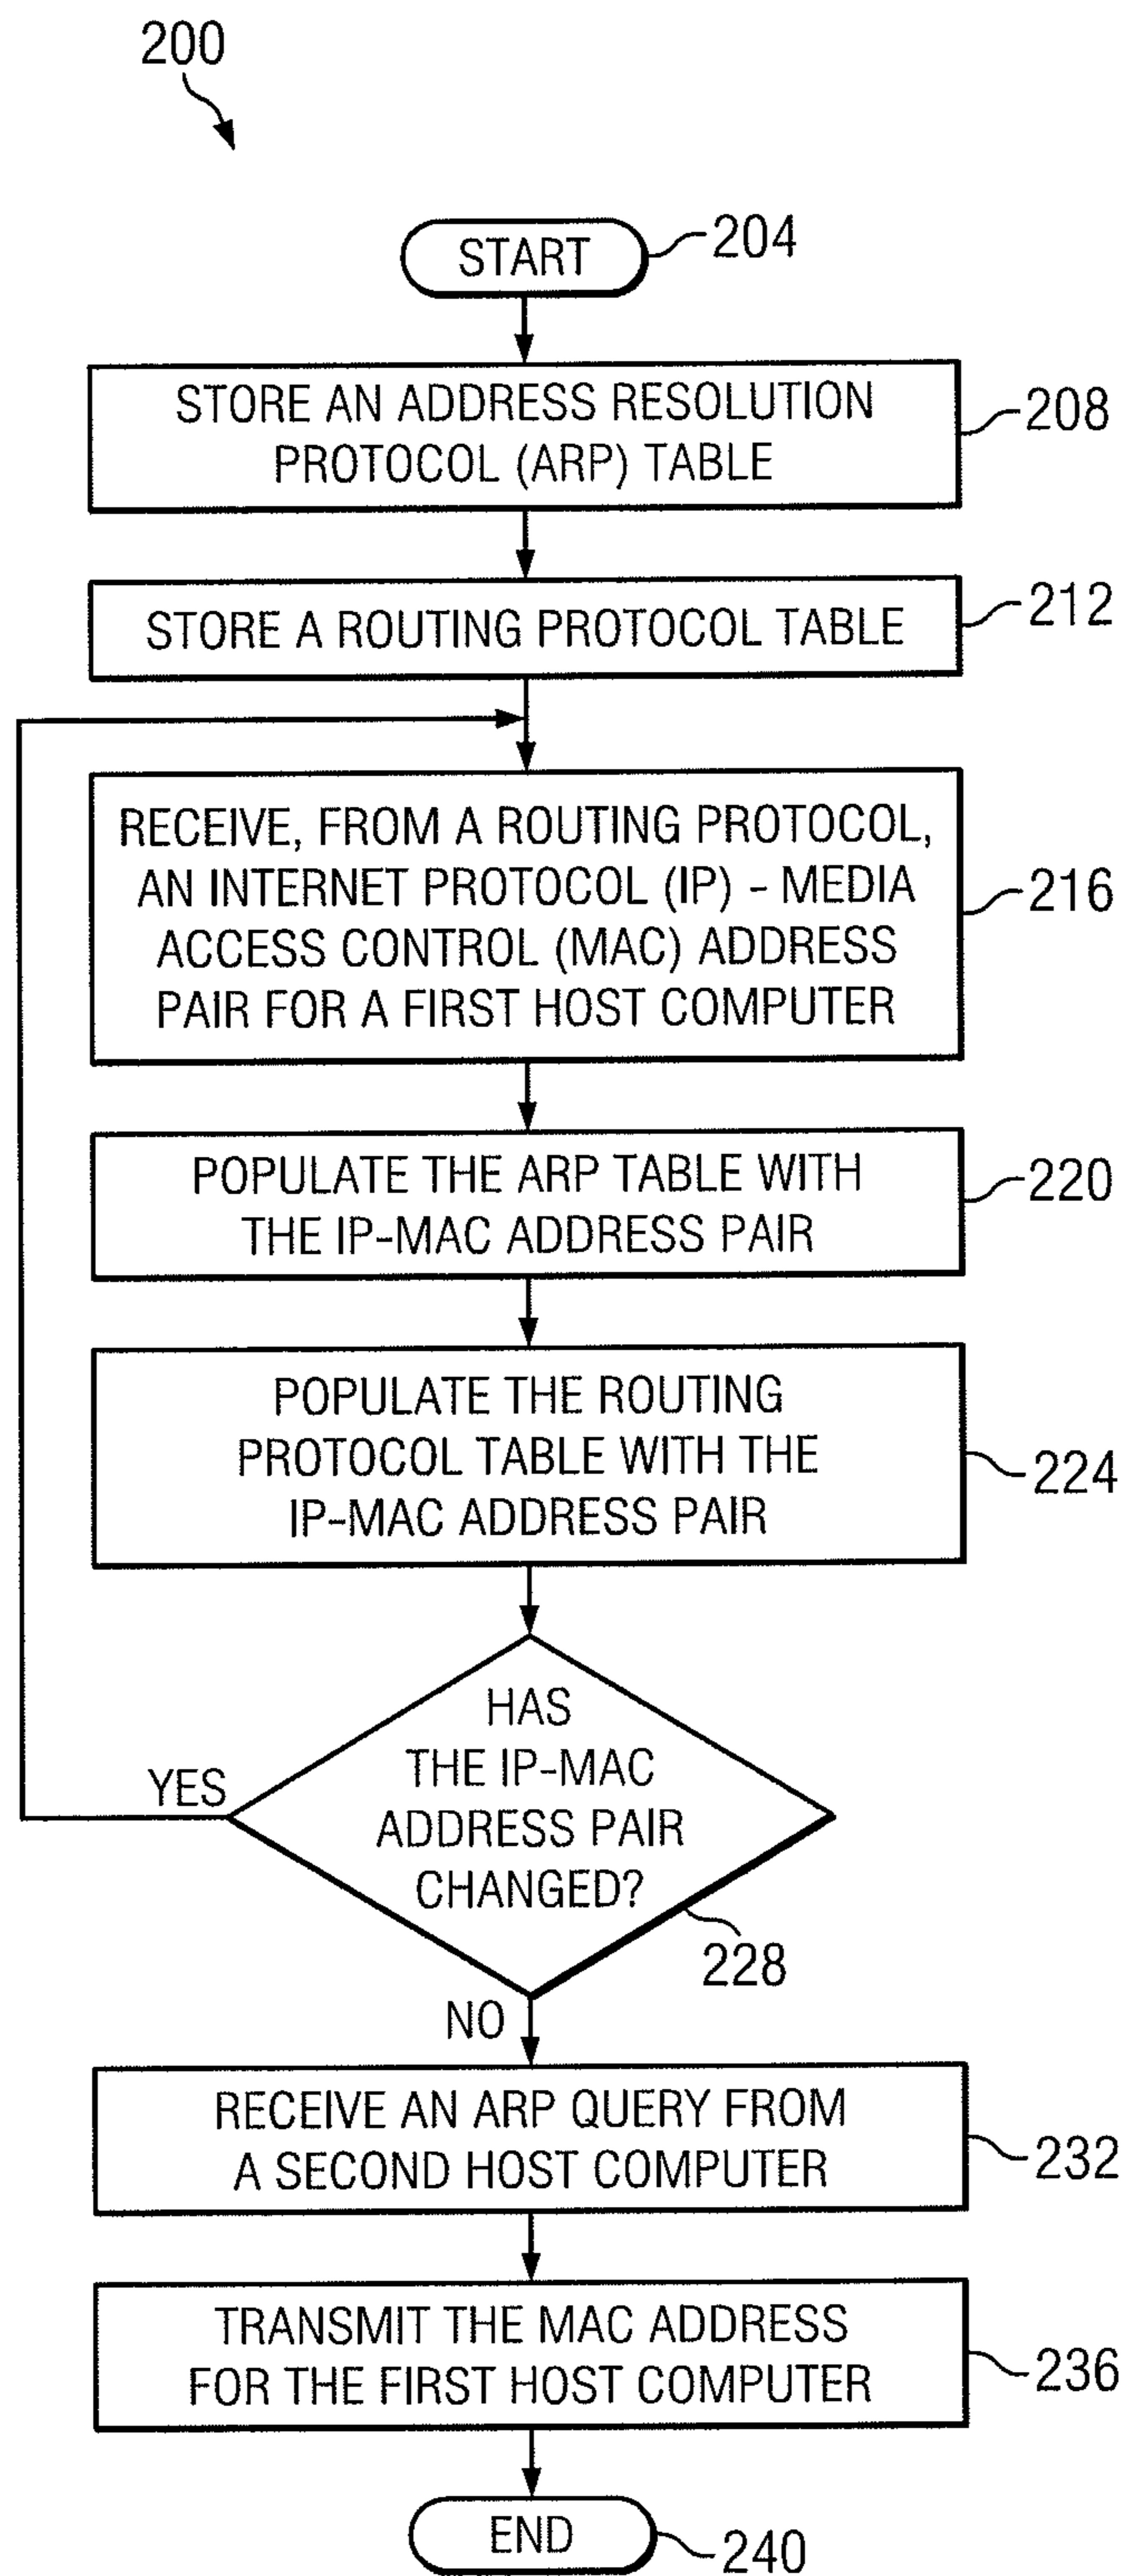 200
START
204
STORE AN ADDRESS RESOLUTION
PROTOCOL (ARP) TABLE
208
STORE A ROUTING PROTOCOL TABLE
212
RECEIVE, FROM A ROUTING PROTOCOL,
AN INTERNET PROTOCOL (IP) - MEDIA
ACCESS CONTROL (MAC) ADDRESS
PAIR FOR A FIRST HOST COMPUTER
216
POPULATE THE ARP TABLE WITH
THE IP-MAC ADDRESS PAIR
220
POPULATE THE ROUTING
PROTOCOL TABLE WITH THE
IP-MAC ADDRESS PAIR
224
HAS
THE IP-MAC
ADDRESS PAIR
CHANGED?
YES
228
NO
RECEIVE AN ARP QUERY FROM
A SECOND HOST COMPUTER
232
TRANSMIT THE MAC ADDRESS
FOR THE FIRST HOST COMPUTER
236
END
240